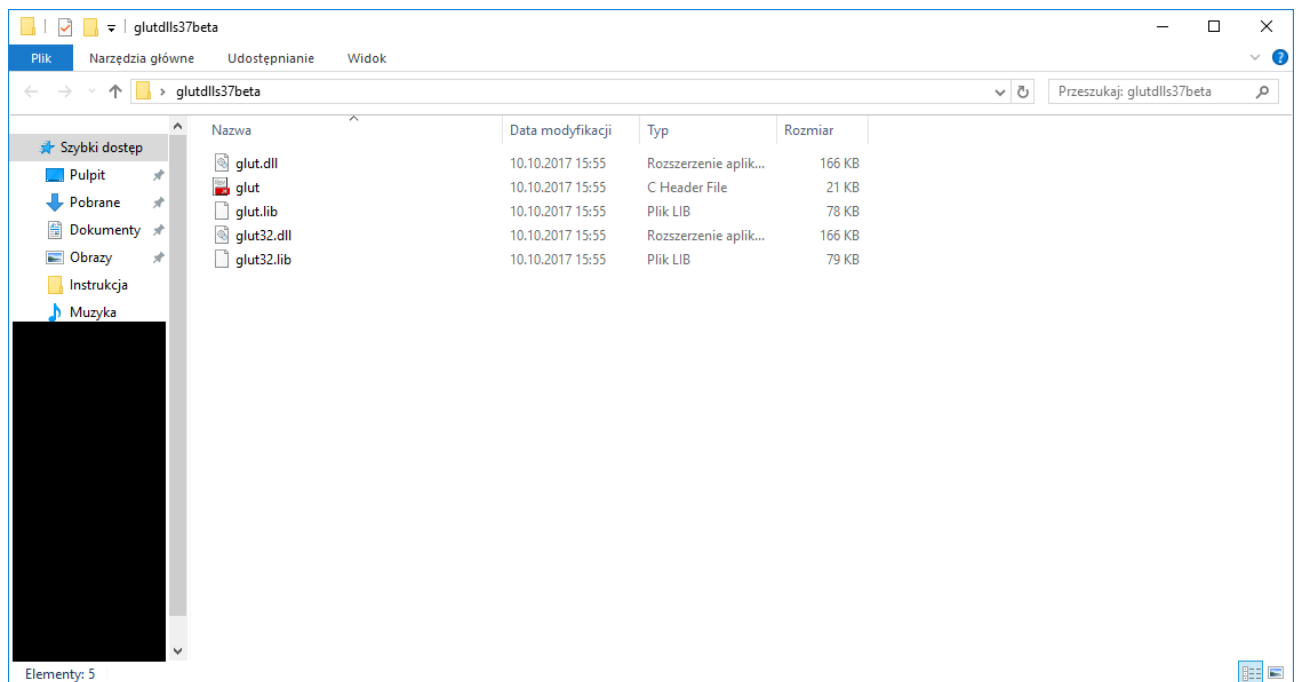 glutdlls37beta
Plik Narzędzia główne Udostępnianie Widok
glutdlls37beta Przeszukaj: glutdlls37beta
Szybki dostęp
Pulpit
Pobrane
Dokumenty
Obrazy
Instrukcja
Muzyka
Nazwa Data modyfikacji Typ Rozmiar
glut.dll 10.10.2017 15:55 Rozszerzenie aplik... 166 KB
glut 10.10.2017 15:55 C Header File 21 KB
glut.lib 10.10.2017 15:55 Plik LIB 78 KB
glut32.dll 10.10.2017 15:55 Rozszerzenie aplik... 166 KB
glut32.lib 10.10.2017 15:55 Plik LIB 79 KB
Elementy: 5